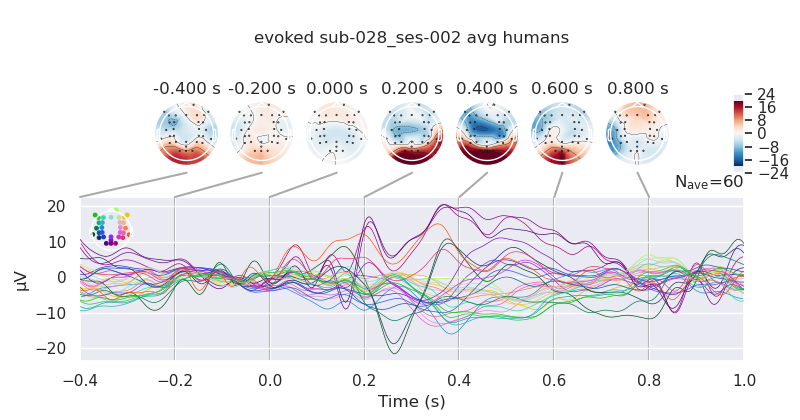 evoked sub-028_ses-002 avg humans
-0.400 s -0.200 s 0.000 s 0.200 s 0.400 s 0.600 s 0.800 s
24
16
8
0
−8
−16
−24
Nave=60
20
10
0
−10
−20
µV
−0.4 −0.2 0.0 0.2 0.4 0.6 0.8 1.0
Time (s)